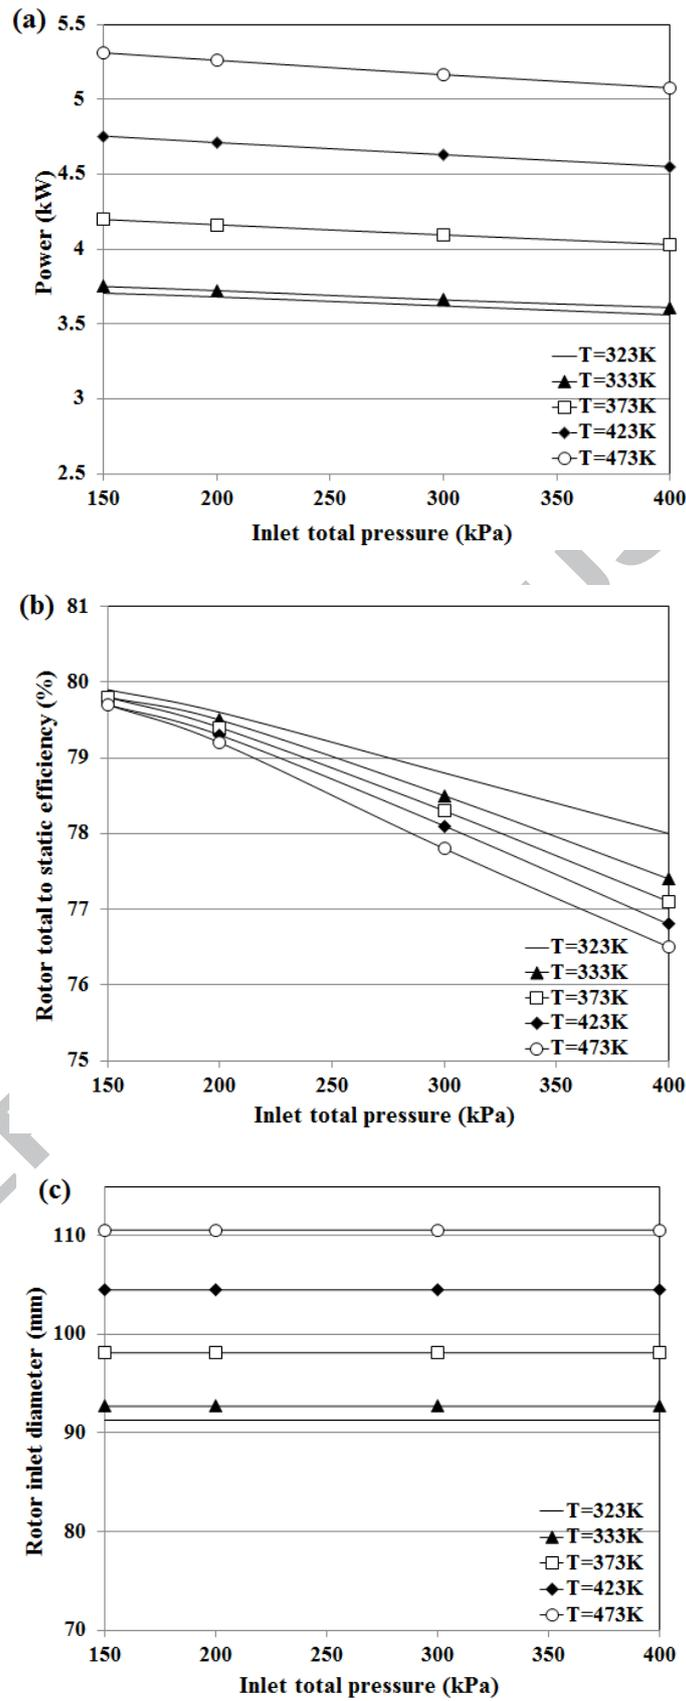 (a)
5.5
5
4.5
4
3.5
3
2.5
Power (kW)
T=323K
T=333K
T=373K
T=423K
T=473K
150 200 250 300 350 400
Inlet total pressure (kPa)
(b)
81
80
79
78
77
76
75
Rotor total to static efficiency (%)
T=323K
T=333K
T=373K
T=423K
T=473K
150 200 250 300 350 400
Inlet total pressure (kPa)
(c)
110
100
90
80
70
Rotor inlet diameter (mm)
T=323K
T=333K
T=373K
T=423K
T=473K
150 200 250 300 350 400
Inlet total pressure (kPa)